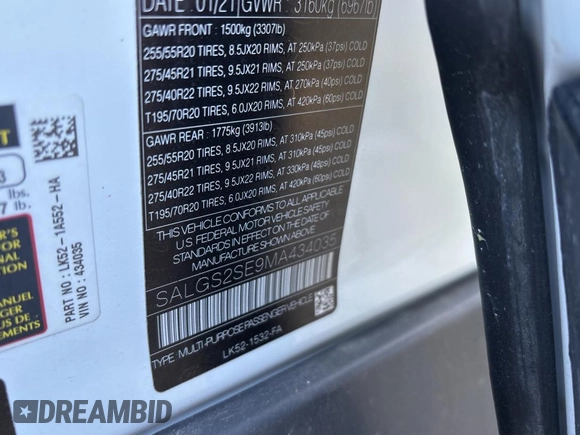 DATE: 01/21 GVWR: 3160kg (6967lb)
GAWR FRONT: 1500kg (3307lb)
255/55R20 TIRES, 8.5JX20 RIMS, AT 250kPa (37psi) COLD
275/45R21 TIRES, 9.5JX21 RIMS, AT 250kPa (37psi) COLD
275/40R22 TIRES, 9.5JX22 RIMS, AT 270kPa (40psi) COLD
T195/70R20 TIRES, 6.0JX20 RIMS, AT 420kPa (60psi) COLD
GAWR REAR: 1775kg (3913lb)
255/55R20 TIRES, 8.5JX20 RIMS, AT 310kPa (45psi) COLD
275/45R21 TIRES, 9.5JX21 RIMS, AT 310kPa (45psi) COLD
275/40R22 TIRES, 9.5JX22 RIMS, AT 330kPa (48psi) COLD
T195/70R20 TIRES, 6.0JX20 RIMS, AT 420kPa (60psi) COLD
THIS VEHICLE CONFORMS TO ALL APPLICABLE
U.S. FEDERAL MOTOR VEHICLE SAFETY
STANDARDS IN EFFECT ON THE DATE OF
MANUFACTURE SHOWN ABOVE.
SALGS2SE9MA434035
TYPE: MULTI-PURPOSE PASSENGER VEHICLE
LK52-1532-FA
lbs.
PART NO: LK52-1A552-HA
VIN NO: 434035
DREAMBID